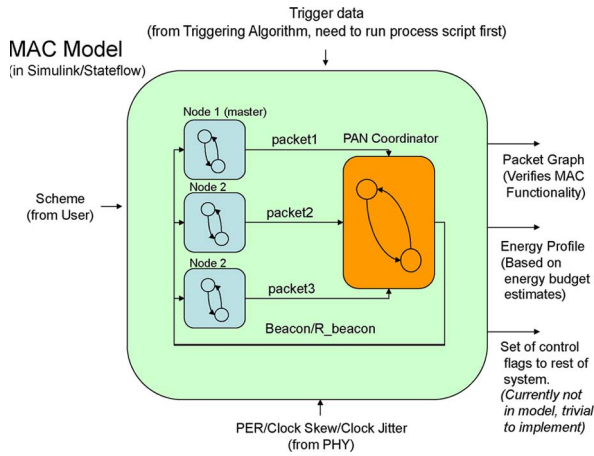 Trigger data
(from Triggering Algorithm, need to run process script first)
MAC Model
(in Simulink/Stateflow)
Node 1 (master)
packet1
PAN Coordinator
Packet Graph
(Verifies MAC
Functionality)
Scheme
(from User)
Node 2
packet2
Energy Profile
(Based on
energy budget
estimates)
Node 2
packet3
Beacon/R_beacon
Set of control
flags to rest of
system.
(Currently not
in model, trivial
to implement)
PER/Clock Skew/Clock Jitter
(from PHY)